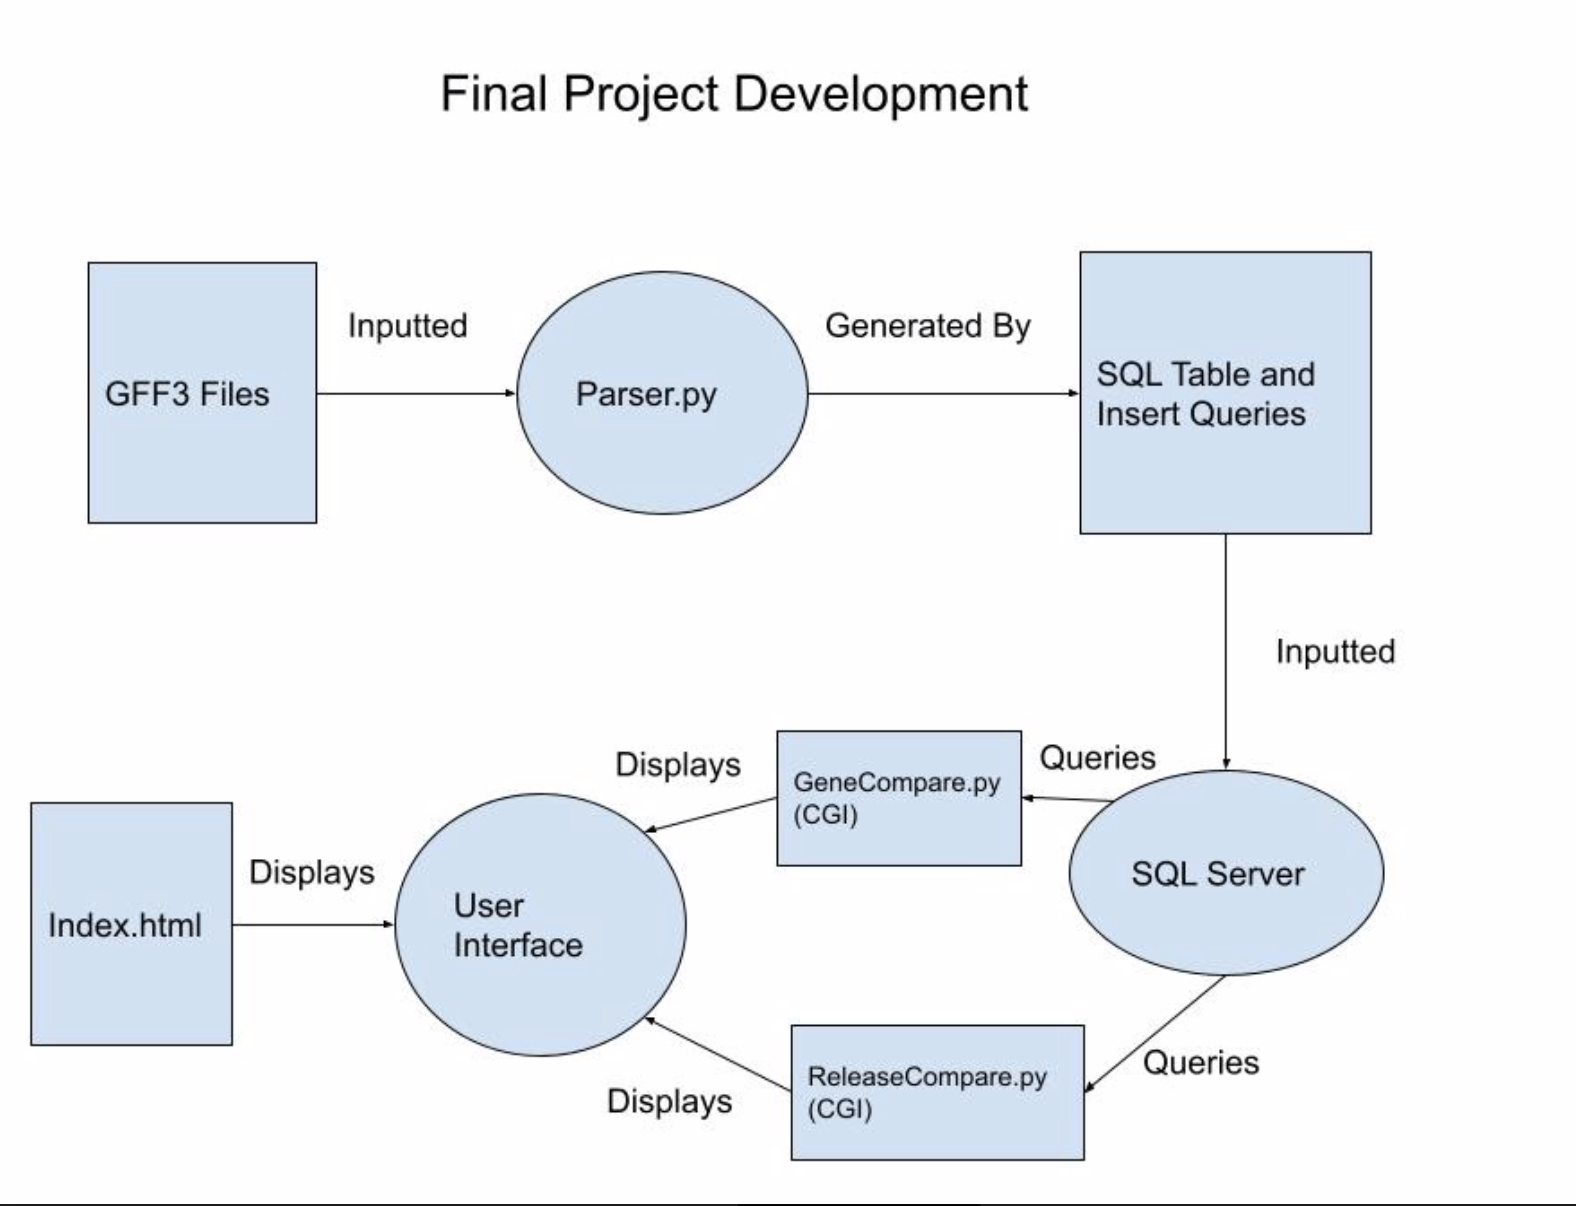 Final Project Development
GFF3 Files
Inputted
Parser.py
Generated By
SQL Table and
Insert Queries
Inputted
SQL Server
Queries
GeneCompare.py
(CGI)
Displays
Queries
ReleaseCompare.py
(CGI)
Displays
User
Interface
Displays
Index.html